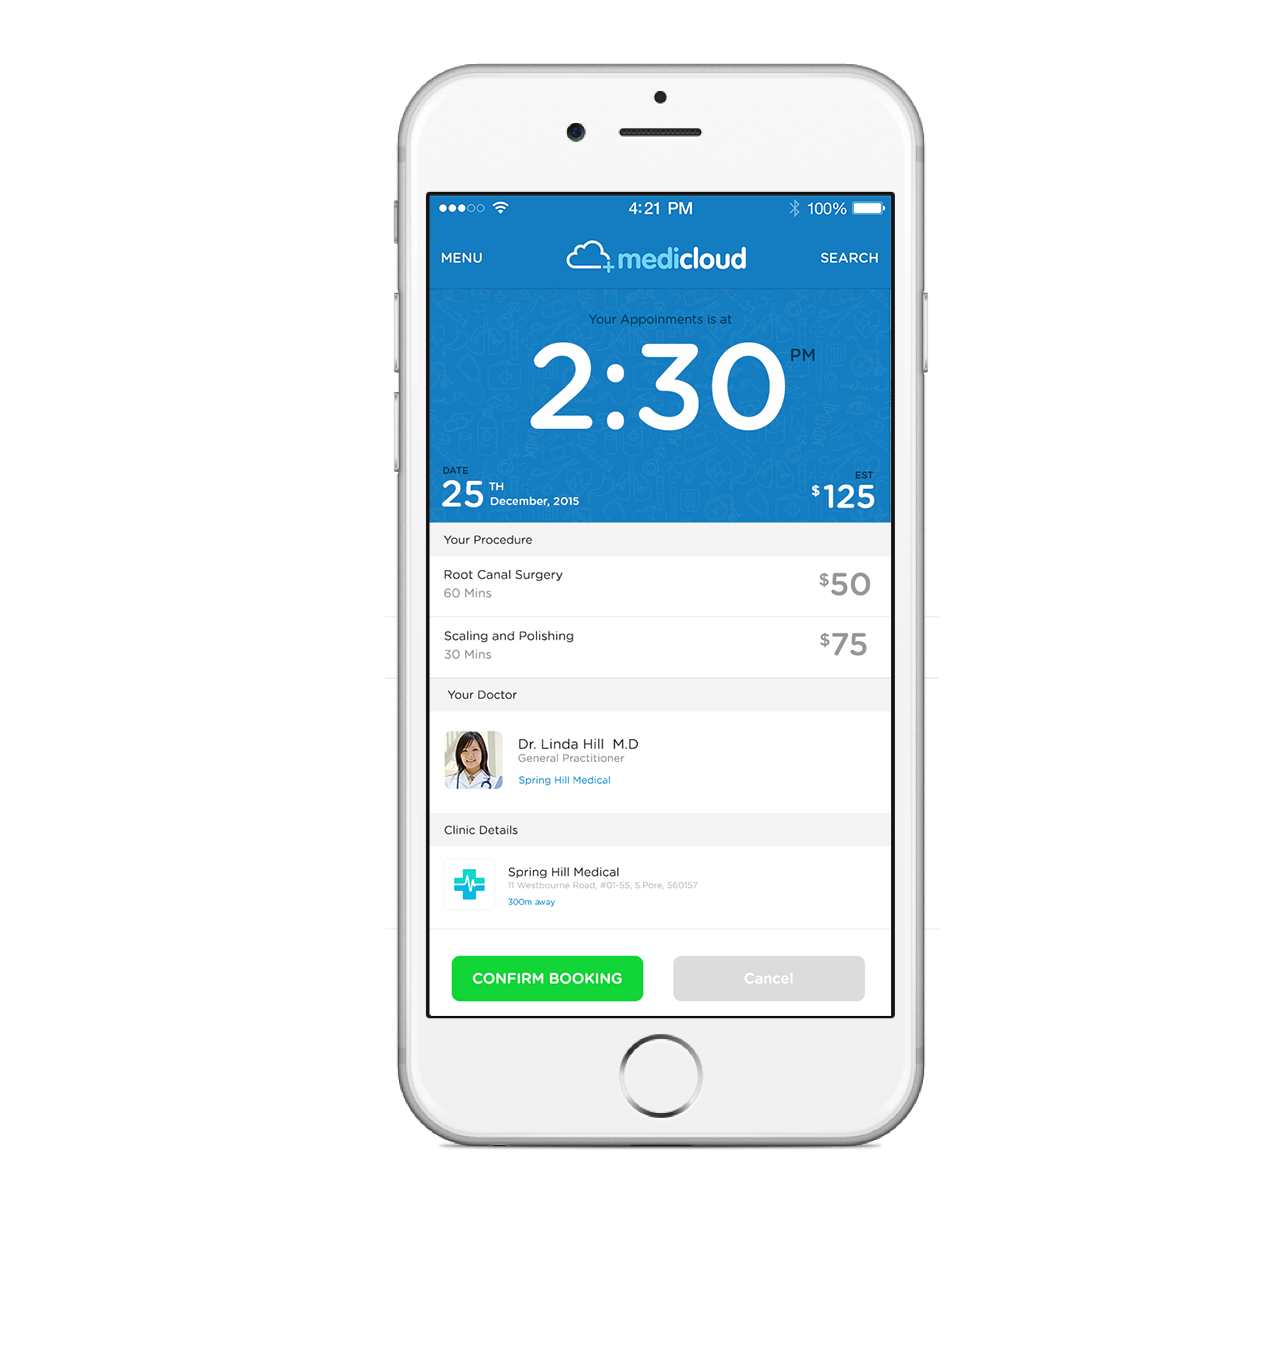 4:21 PM
100%
MENU
medicloud
SEARCH
Your Appoinments is at
2:30 PM
DATE
25 TH
December, 2015
EST
$125
Your Procedure
Root Canal Surgery
60 Mins
$50
Scaling and Polishing
30 Mins
$75
Your Doctor
Dr. Linda Hill M.D
General Practitioner
Spring Hill Medical
Clinic Details
Spring Hill Medical
11 Westbourne Road, #01-55, S.Pore, 560157
300m away
CONFIRM BOOKING
Cancel